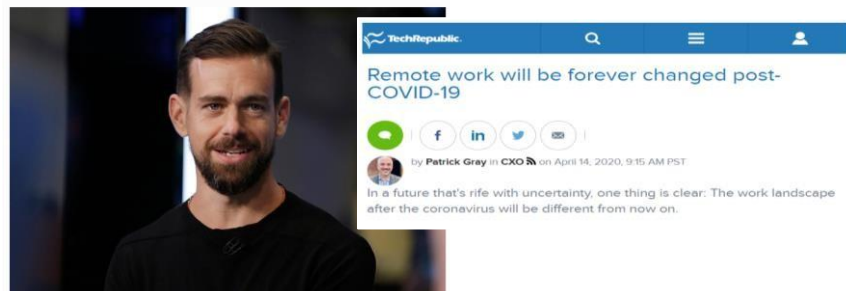 TechRepublic.
Remote work will be forever changed post-
COVID-19
f in
by Patrick Gray in CXO on April 14, 2020, 9:15 AM PST
In a future that's rife with uncertainty, one thing is clear: The work landscape
after the coronavirus will be different from now on.